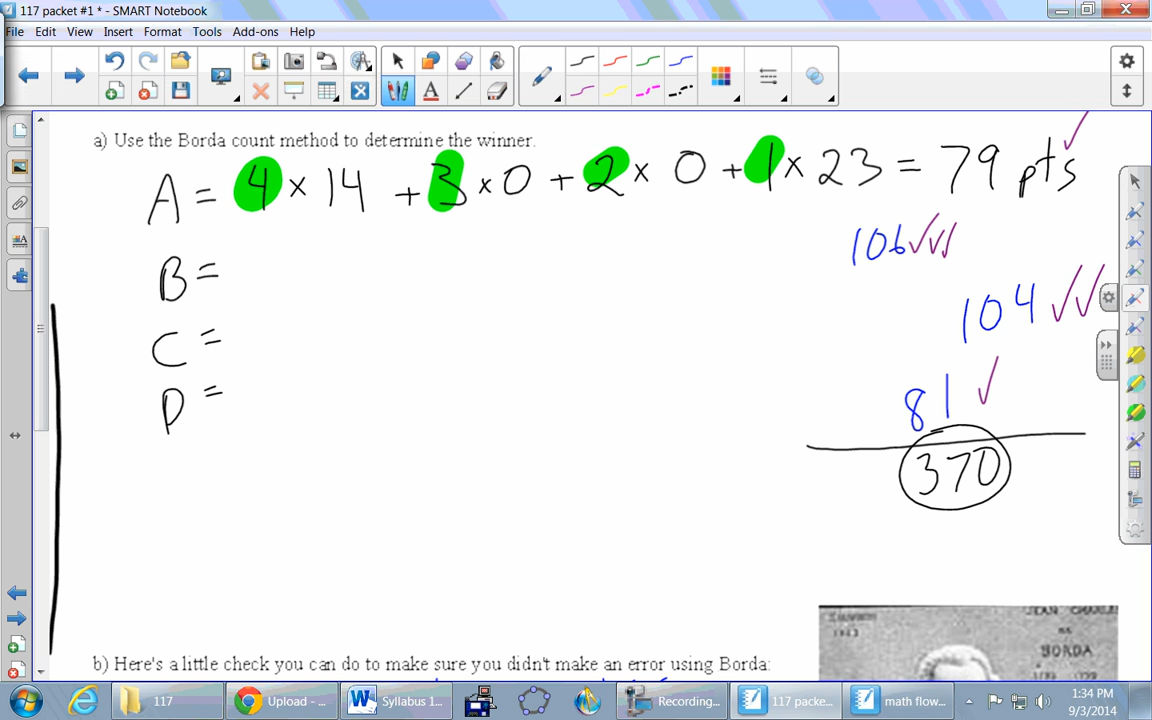 117 packet #1 * - SMART Notebook
File Edit View Insert Format Tools Add-ons Help
a) Use the Borda count method to determine the winner.
A = 4 × 14 + 3 × 0 + 2 × 0 + 1 × 23 = 79 pts ✓
B = 106 ✓✓✓
C = 104 ✓✓
D = 81 ✓
370
b) Here's a little check you can do to make sure you didn't make an error using Borda:
JEAN CHARLES
BORDA
117
Upload - ...
Syllabus 1...
Recording...
117 packe...
math flow...
1:34 PM
9/3/2014